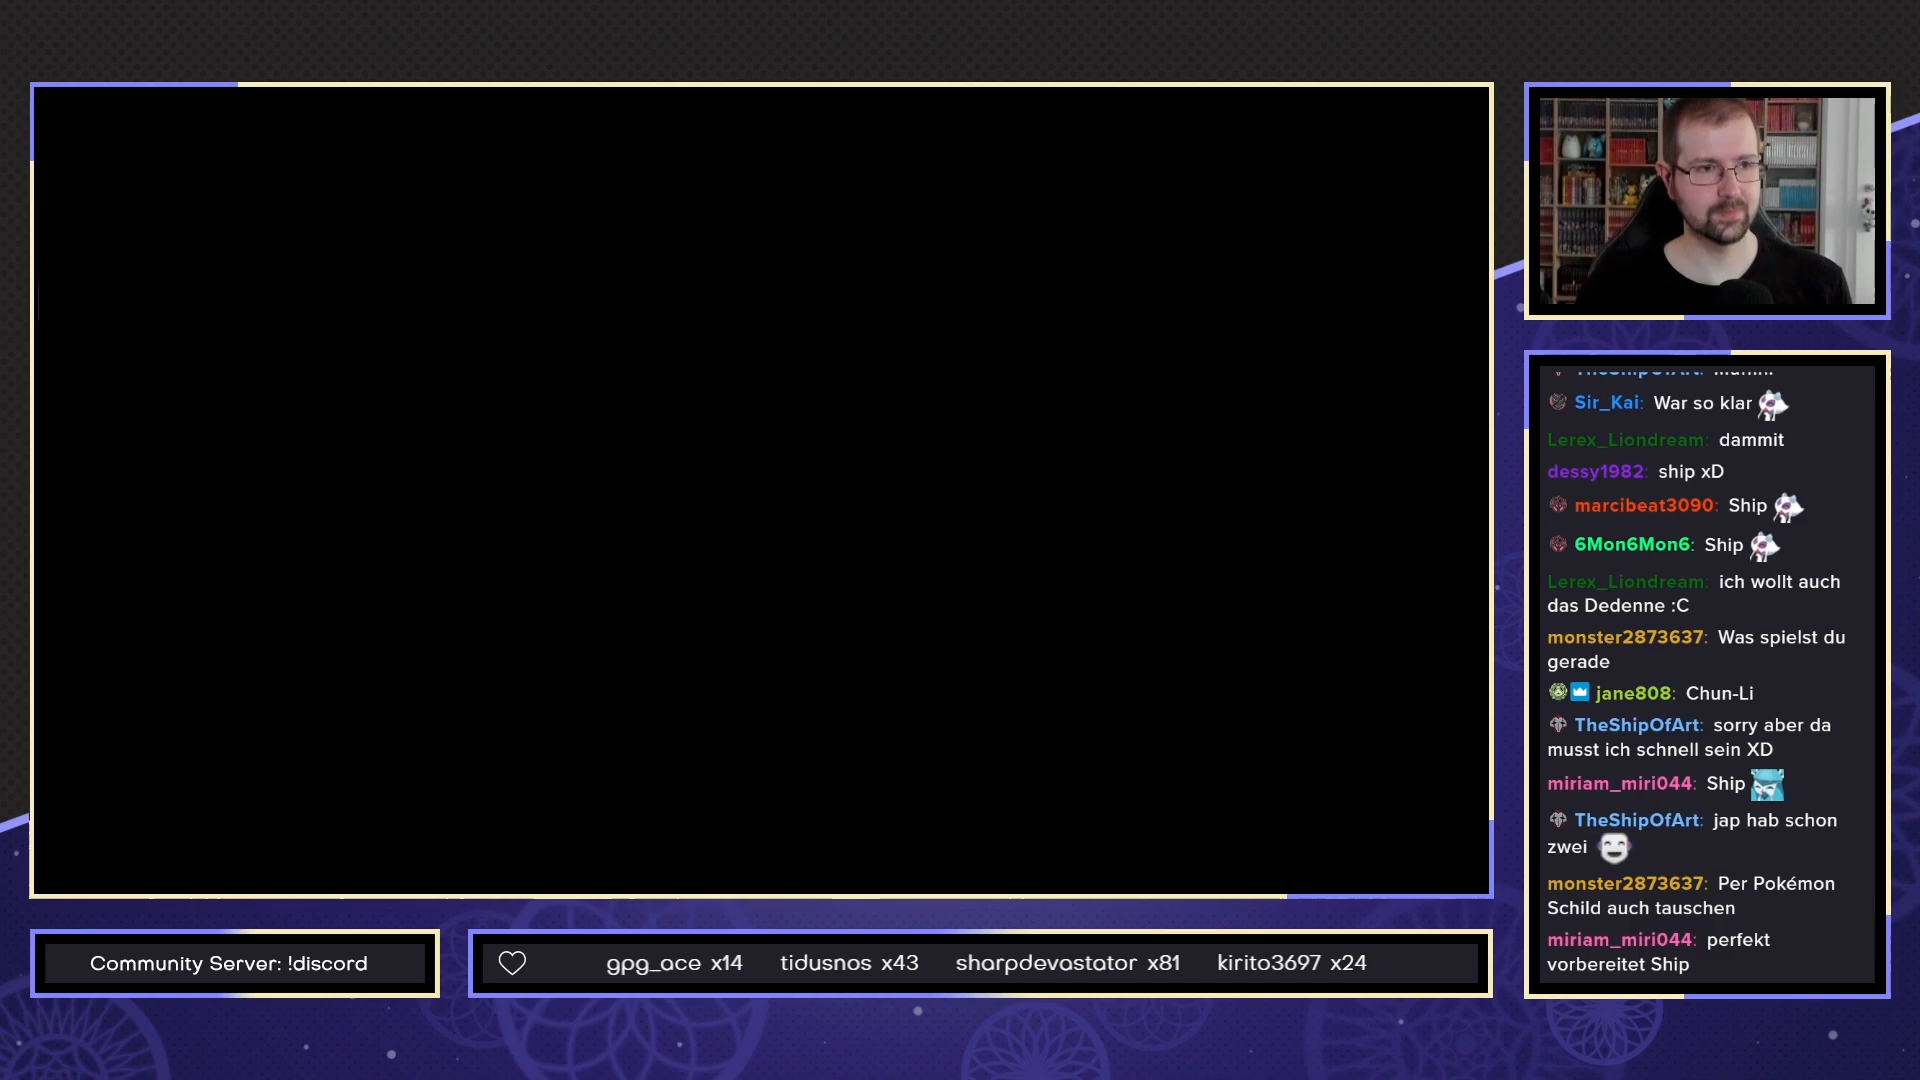 Sir_Kai: War so klar
Lerex_Liondream: dammit
dessy1982: ship xD
marcibeat3090: Ship
6Mon6Mon6: Ship
Lerex_Liondream: ich wollt auch
das Dedenne :C
monster2873637: Was spielst du
gerade
jane808: Chun-Li
TheShipOfArt: sorry aber da
musst ich schnell sein XD
miriam_miri044: Ship
TheShipOfArt: jap hab schon
zwei
monster2873637: Per Pokémon
Schild auch tauschen
miriam_miri044: perfekt
vorbereitet Ship
Community Server: !discord
gpg_ace x14 tidusnos x43 sharpdevastator x81 kirito3697 x24